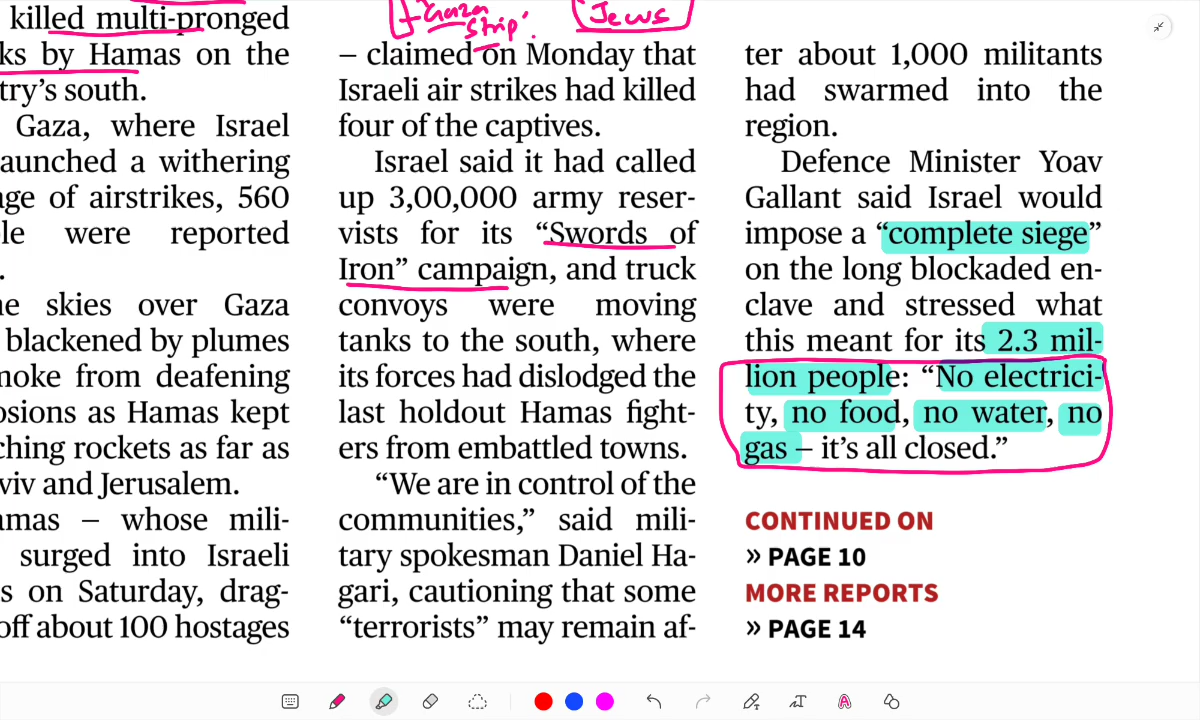 killed multi-pronged
ks by Hamas on the
try's south.
Gaza, where Israel
aunched a withering
age of airstrikes, 560
le were reported
.
e skies over Gaza
blackened by plumes
moke from deafening
osions as Hamas kept
ching rockets as far as
viv and Jerusalem.
amas – whose mili-
surged into Israeli
s on Saturday, drag-
off about 100 hostages
Gaza
strip.
Jews
– claimed on Monday that
Israeli air strikes had killed
four of the captives.
Israel said it had called
up 3,00,000 army reser-
vists for its “Swords of
Iron” campaign, and truck
convoys were moving
tanks to the south, where
its forces had dislodged the
last holdout Hamas fight-
ers from embattled towns.
“We are in control of the
communities,” said mili-
tary spokesman Daniel Ha-
gari, cautioning that some
“terrorists” may remain af-
ter about 1,000 militants
had swarmed into the
region.
Defence Minister Yoav
Gallant said Israel would
impose a “complete siege”
on the long blockaded en-
clave and stressed what
this meant for its 2.3 mil-
lion people: “No electrici-
ty, no food, no water, no
gas – it's all closed.”
CONTINUED ON
» PAGE 10
MORE REPORTS
» PAGE 14